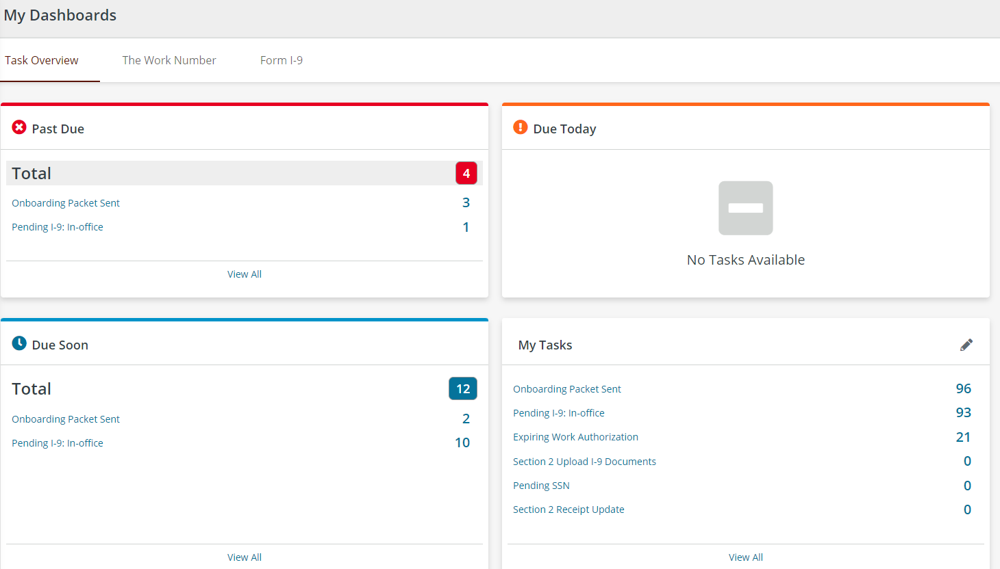 My Dashboards
Task Overview
The Work Number
Form I-9
Past Due
Total 4
Onboarding Packet Sent 3
Pending I-9: In-office 1
View All
Due Today
No Tasks Available
Due Soon
Total 12
Onboarding Packet Sent 2
Pending I-9: In-office 10
View All
My Tasks
Onboarding Packet Sent 96
Pending I-9: In-office 93
Expiring Work Authorization 21
Section 2 Upload I-9 Documents 0
Pending SSN 0
Section 2 Receipt Update 0
View All